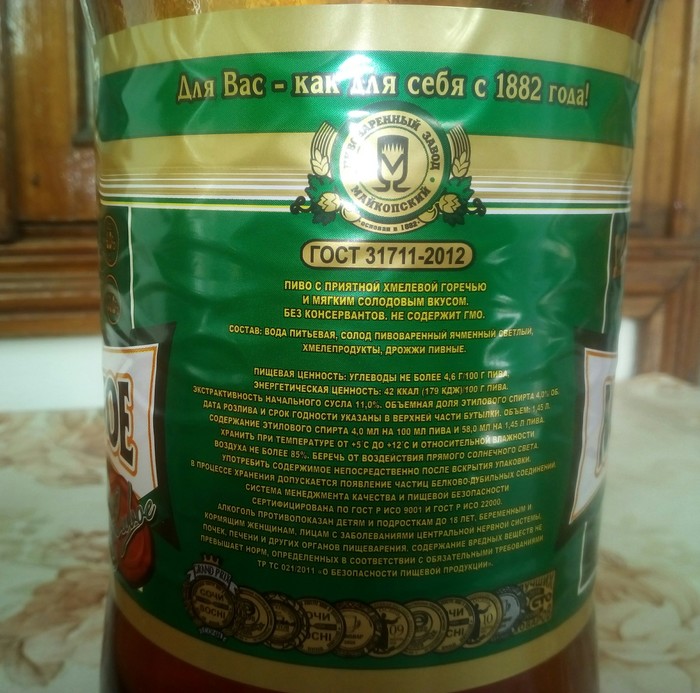 Для Вас - как для себя с 1882 года!
ПИВОВАРЕННЫЙ ЗАВОД
МАЙКОПСКИЙ
основан в 1882
ГОСТ 31711-2012
ПИВО С ПРИЯТНОЙ ХМЕЛЕВОЙ ГОРЕЧЬЮ
И МЯГКИМ СОЛОДОВЫМ ВКУСОМ.
БЕЗ КОНСЕРВАНТОВ. НЕ СОДЕРЖИТ ГМО.
СОСТАВ: ВОДА ПИТЬЕВАЯ, СОЛОД ПИВОВАРЕННЫЙ ЯЧМЕННЫЙ СВЕТЛЫЙ,
ХМЕЛЕПРОДУКТЫ, ДРОЖЖИ ПИВНЫЕ.
ПИЩЕВАЯ ЦЕННОСТЬ: УГЛЕВОДЫ НЕ БОЛЕЕ 4,6 Г/100 Г ПИВА.
ЭНЕРГЕТИЧЕСКАЯ ЦЕННОСТЬ: 42 ККАЛ (179 КДЖ)/100 Г ПИВА.
ЭКСТРАКТИВНОСТЬ НАЧАЛЬНОГО СУСЛА 11,0%. ОБЪЕМНАЯ ДОЛЯ ЭТИЛОВОГО СПИРТА 4,0% ОБ.
ДАТА РОЗЛИВА И СРОК ГОДНОСТИ УКАЗАНЫ В ВЕРХНЕЙ ЧАСТИ БУТЫЛКИ. ОБЪЕМ: 1,45 Л.
СОДЕРЖАНИЕ ЭТИЛОВОГО СПИРТА 4,0 МЛ НА 100 МЛ ПИВА И 58,0 МЛ НА 1,45 Л ПИВА.
ХРАНИТЬ ПРИ ТЕМПЕРАТУРЕ ОТ +5 С ДО +12 С И ОТНОСИТЕЛЬНОЙ ВЛАЖНОСТИ
ВОЗДУХА НЕ БОЛЕЕ 85%. БЕРЕЧЬ ОТ ВОЗДЕЙСТВИЯ ПРЯМОГО СОЛНЕЧНОГО СВЕТА.
УПОТРЕБИТЬ СОДЕРЖИМОЕ НЕПОСРЕДСТВЕННО ПОСЛЕ ВСКРЫТИЯ УПАКОВКИ.
В ПРОЦЕССЕ ХРАНЕНИЯ ДОПУСКАЕТСЯ ПОЯВЛЕНИЕ ЧАСТИЦ БЕЛКОВО-ДУБИЛЬНЫХ СОЕДИНЕНИЙ
СИСТЕМА МЕНЕДЖМЕНТА КАЧЕСТВА И ПИЩЕВОЙ БЕЗОПАСНОСТИ
СЕРТИФИЦИРОВАНА ПО ГОСТ Р ИСО 9001 И ГОСТ Р ИСО 22000.
АЛКОГОЛЬ ПРОТИВОПОКАЗАН ДЕТЯМ И ПОДРОСТКАМ ДО 18 ЛЕТ, БЕРЕМЕННЫМ И
КОРМЯЩИМ ЖЕНЩИНАМ, ЛИЦАМ С ЗАБОЛЕВАНИЯМИ ЦЕНТРАЛЬНОЙ НЕРВНОЙ СИСТЕМЫ,
ПОЧЕК, ПЕЧЕНИ И ДРУГИХ ОРГАНОВ ПИЩЕВАРЕНИЯ. СОДЕРЖАНИЕ ВРЕДНЫХ ВЕЩЕСТВ НЕ
ПРЕВЫШАЕТ НОРМ, ОПРЕДЕЛЕННЫХ В СООТВЕТСТВИИ С ОБЯЗАТЕЛЬНЫМИ ТРЕБОВАНИЯМИ
ТР ТС 021/2011 «О БЕЗОПАСНОСТИ ПИЩЕВОЙ ПРОДУКЦИИ».
ОЕ
GRAND PRIX
СОЧИ
SOCHI